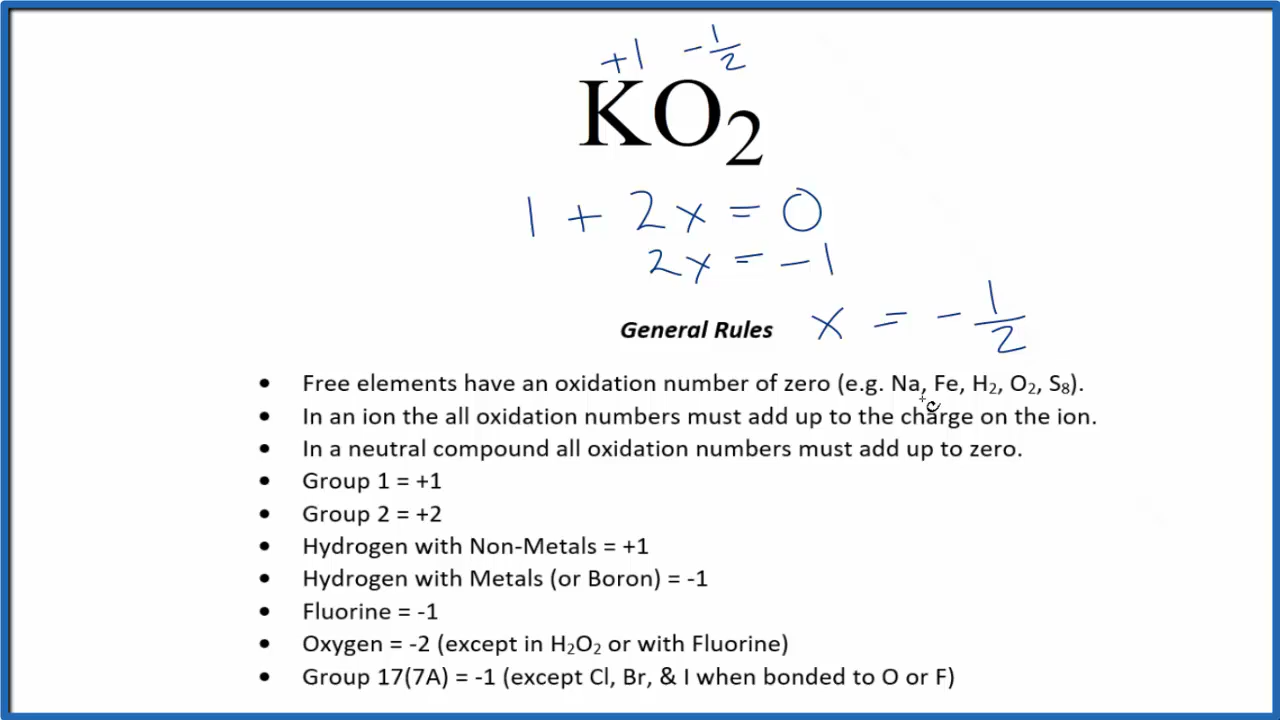 +1 -1/2
KO₂
1 + 2x = 0
2x = -1
x = -1/2
General Rules
• Free elements have an oxidation number of zero (e.g. Na, Fe, H₂, O₂, S₈).
• In an ion the all oxidation numbers must add up to the charge on the ion.
• In a neutral compound all oxidation numbers must add up to zero.
• Group 1 = +1
• Group 2 = +2
• Hydrogen with Non-Metals = +1
• Hydrogen with Metals (or Boron) = -1
• Fluorine = -1
• Oxygen = -2 (except in H₂O₂ or with Fluorine)
• Group 17(7A) = -1 (except Cl, Br, & I when bonded to O or F)